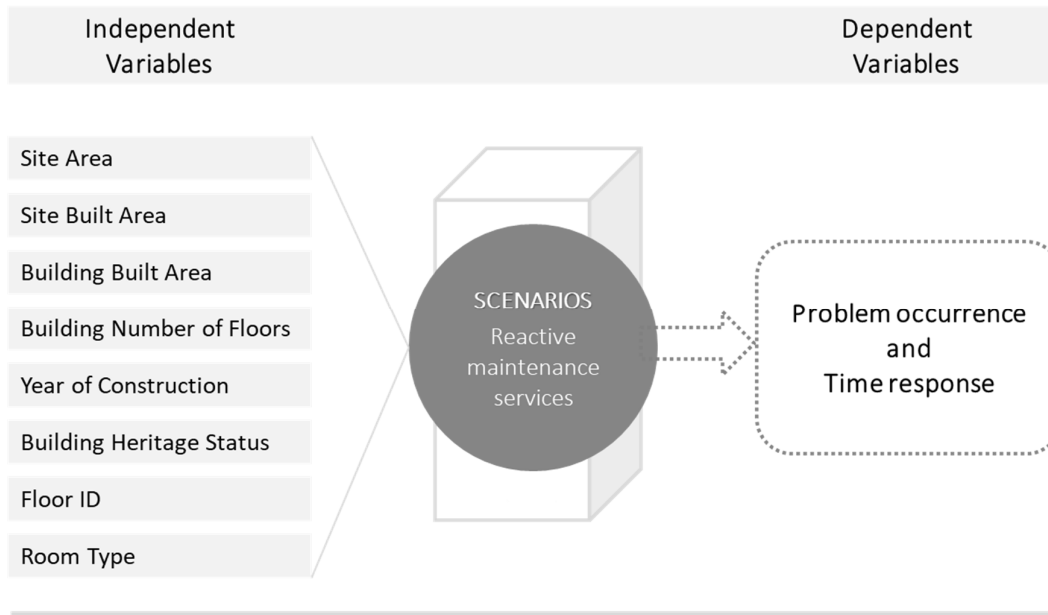 Independent
Variables
Dependent
Variables
Site Area
Site Built Area
Building Built Area
Building Number of Floors
Year of Construction
Building Heritage Status
Floor ID
Room Type
SCENARIOS
Reactive
maintenance
services
Problem occurrence
and
Time response